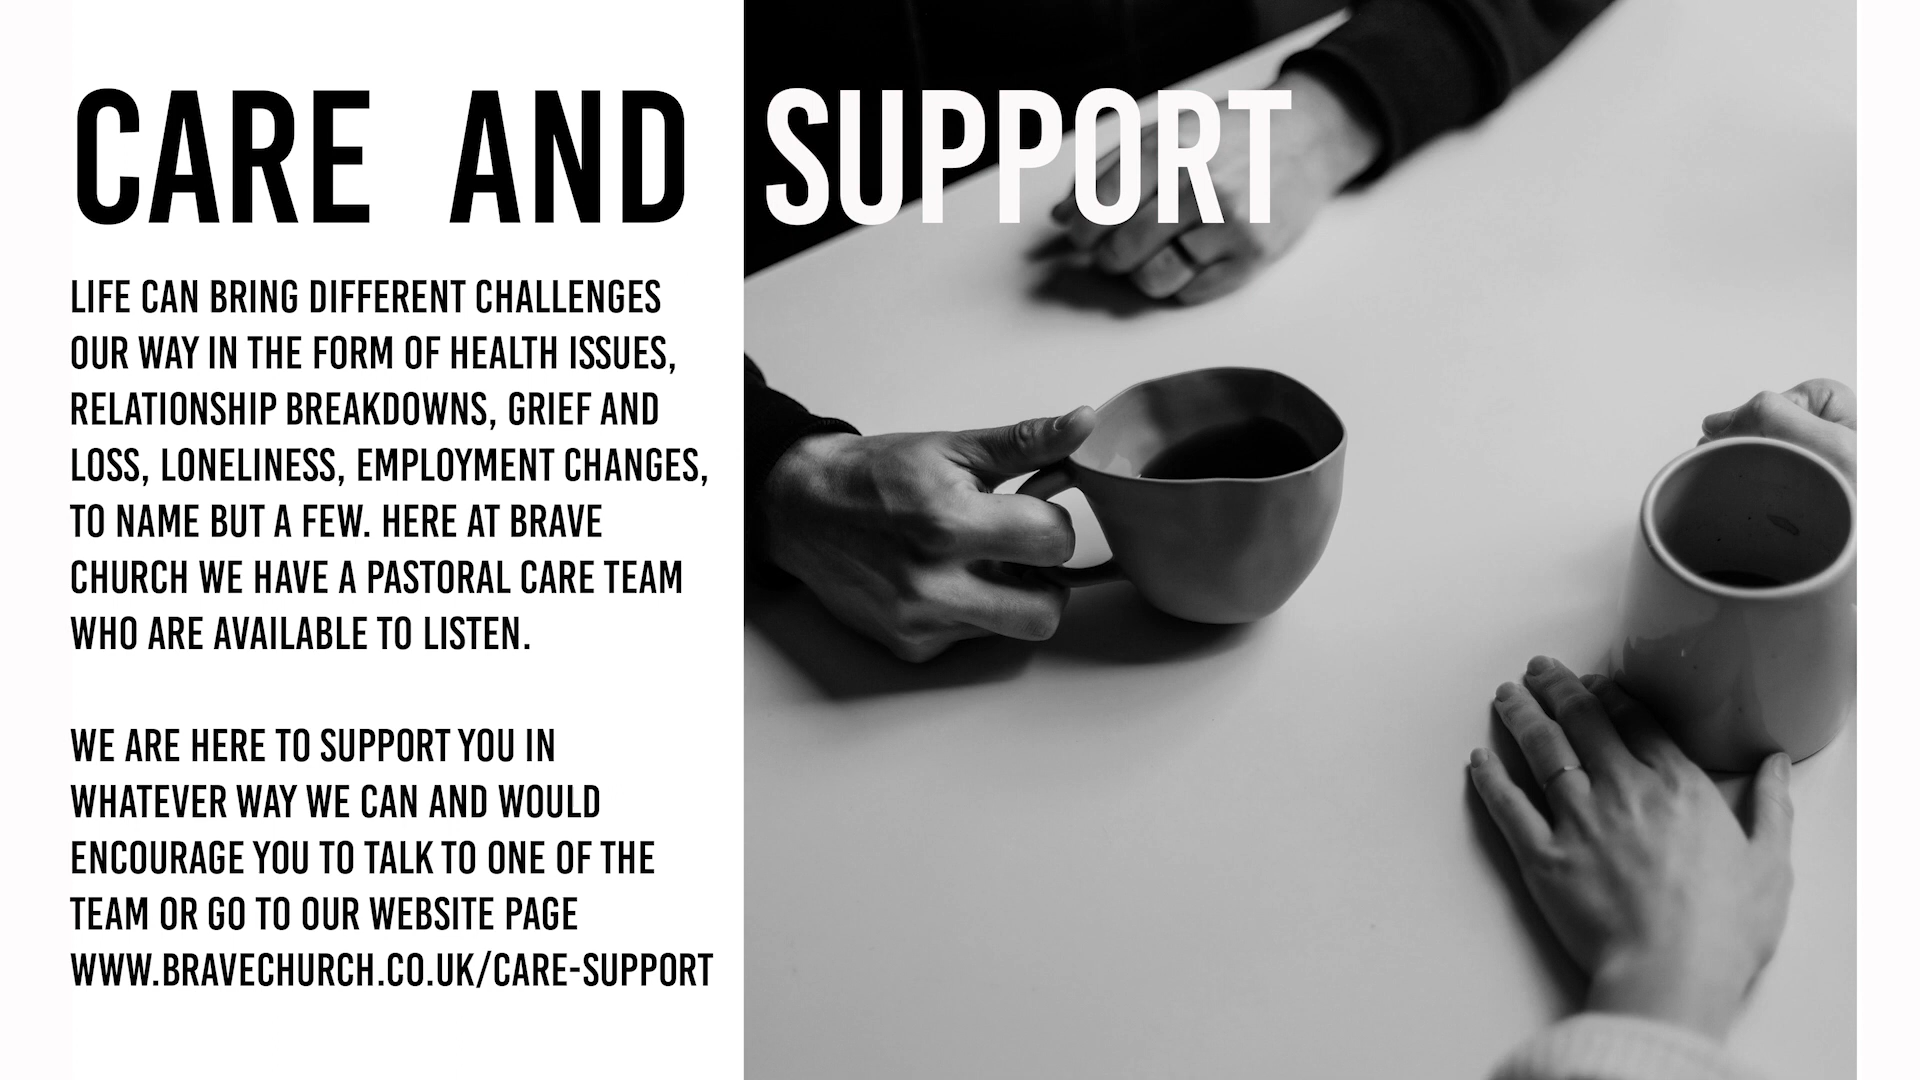 CARE AND SUPPORT
LIFE CAN BRING DIFFERENT CHALLENGES
OUR WAY IN THE FORM OF HEALTH ISSUES,
RELATIONSHIP BREAKDOWNS, GRIEF AND
LOSS, LONELINESS, EMPLOYMENT CHANGES,
TO NAME BUT A FEW. HERE AT BRAVE
CHURCH WE HAVE A PASTORAL CARE TEAM
WHO ARE AVAILABLE TO LISTEN.
WE ARE HERE TO SUPPORT YOU IN
WHATEVER WAY WE CAN AND WOULD
ENCOURAGE YOU TO TALK TO ONE OF THE
TEAM OR GO TO OUR WEBSITE PAGE
WWW.BRAVECHURCH.CO.UK/CARE-SUPPORT